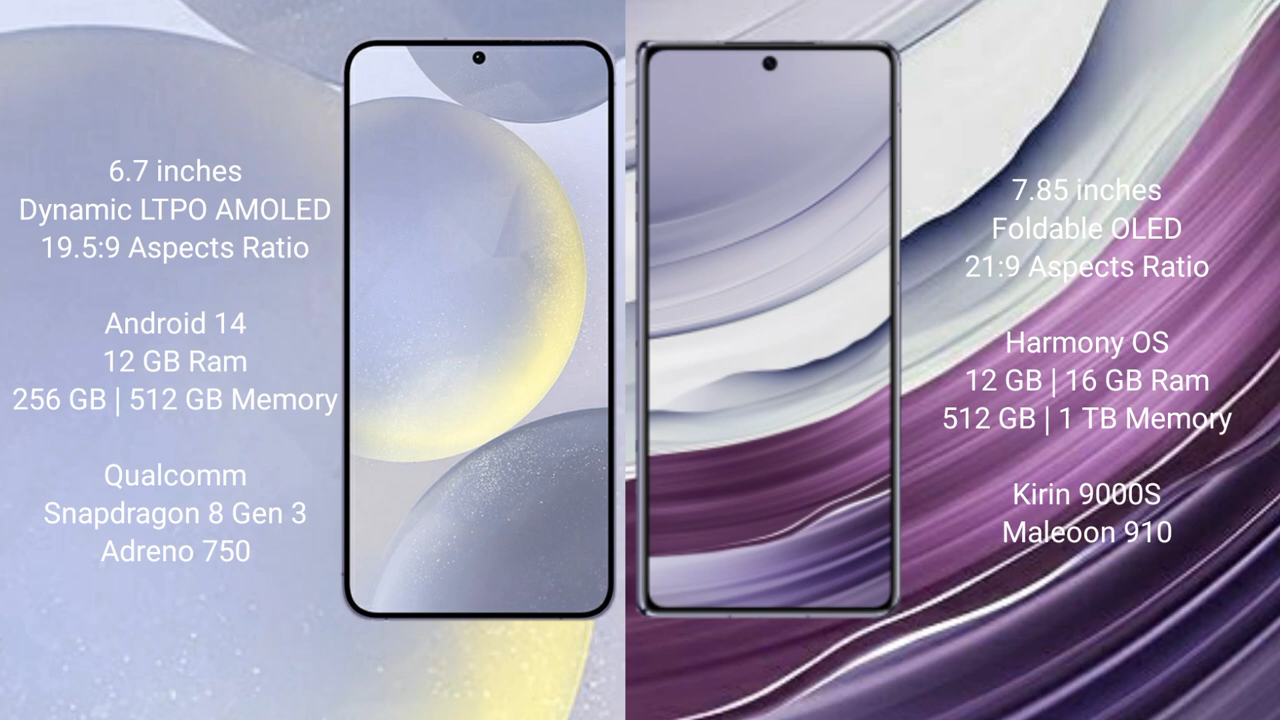 6.7 inches
Dynamic LTPO AMOLED
19.5:9 Aspects Ratio
Android 14
12 GB Ram
256 GB | 512 GB Memory
Qualcomm
Snapdragon 8 Gen 3
Adreno 750
7.85 inches
Foldable OLED
21:9 Aspects Ratio
Harmony OS
12 GB | 16 GB Ram
512 GB | 1 TB Memory
Kirin 9000S
Maleoon 910